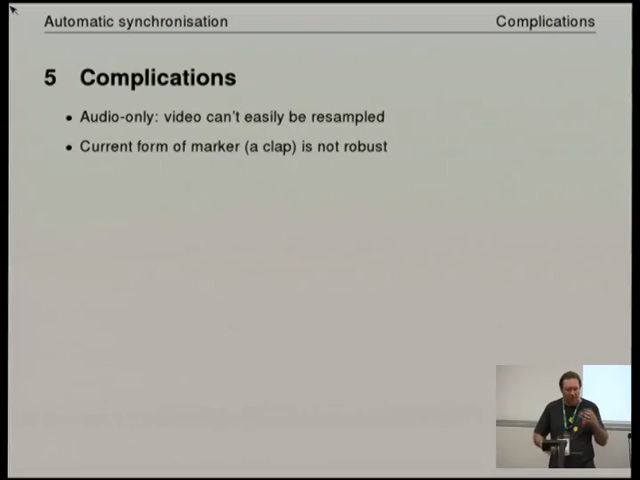 Automatic synchronisation Complications
5 Complications
• Audio-only: video can't easily be resampled
• Current form of marker (a clap) is not robust